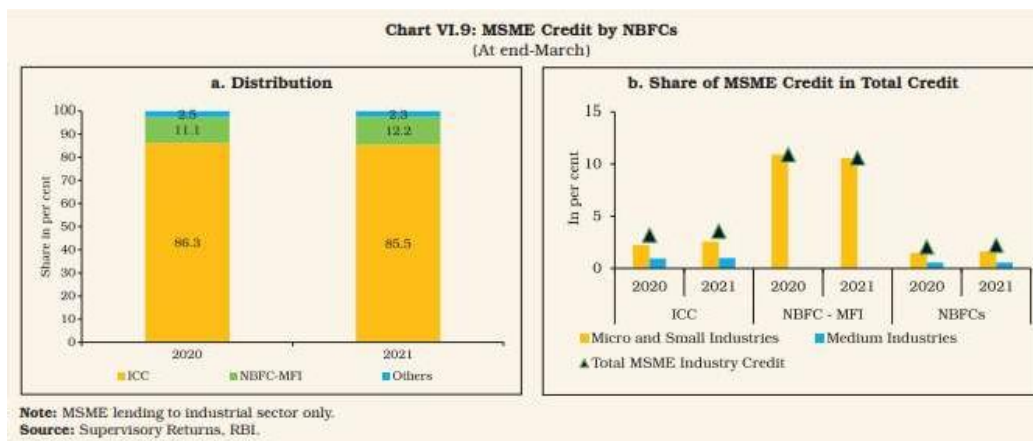 Chart VI.9: MSME Credit by NBFCs
(At end-March)
a. Distribution
Share in per cent
100
90
80
70
60
50
40
30
20
10
0
2.5
11.1
86.3
2.3
12.2
85.5
2020
2021
ICC
NBFC-MFI
Others
b. Share of MSME Credit in Total Credit
In per cent
15
10
5
0
2020 2021 2020 2021 2020 2021
ICC NBFC - MFI NBFCs
Micro and Small Industries Medium Industries
Total MSME Industry Credit
Note: MSME lending to industrial sector only.
Source: Supervisory Returns, RBI.